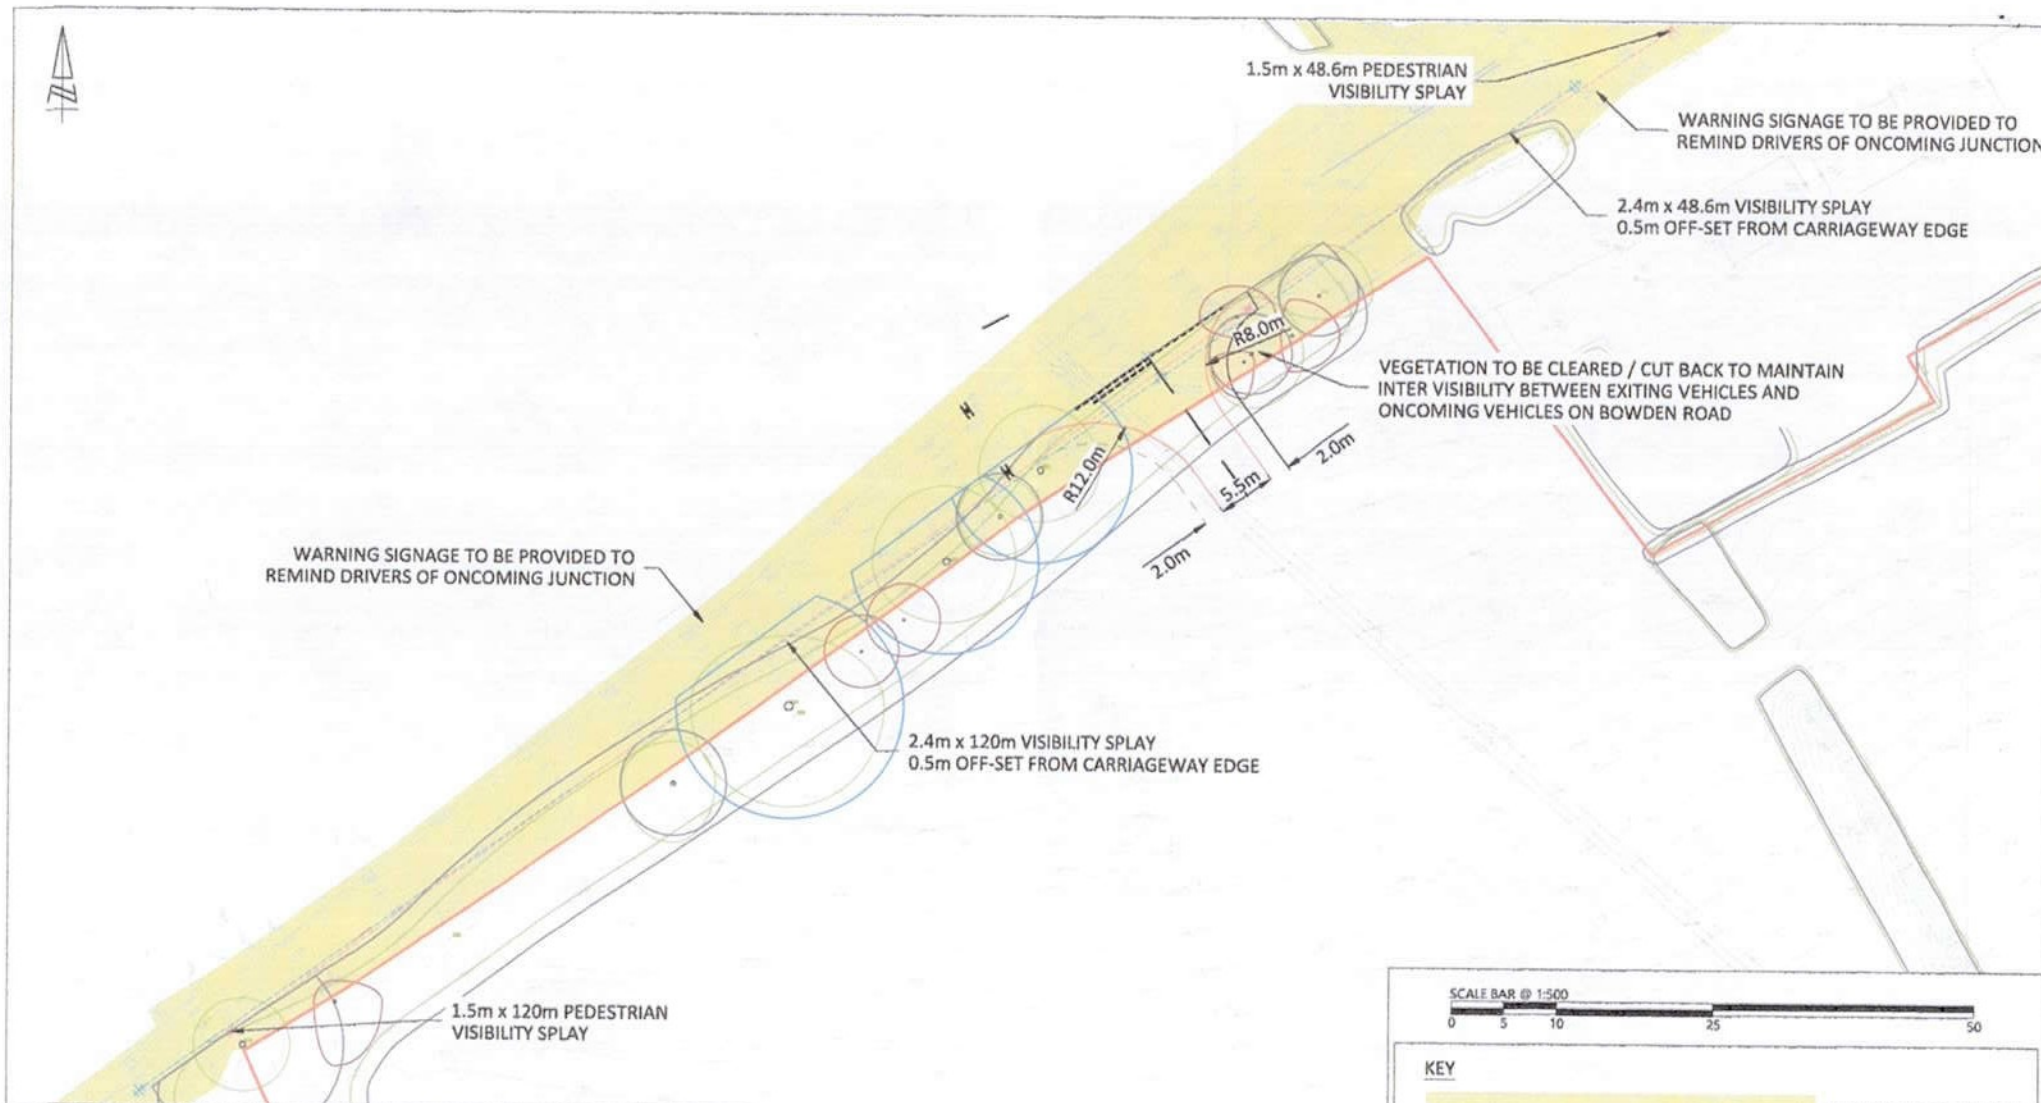 1.5m x 48.6m PEDESTRIAN
VISIBILITY SPLAY
WARNING SIGNAGE TO BE PROVIDED TO
REMIND DRIVERS OF ONCOMING JUNCTION
2.4m x 48.6m VISIBILITY SPLAY
0.5m OFF-SET FROM CARRIAGEWAY EDGE
R8.0m
VEGETATION TO BE CLEARED / CUT BACK TO MAINTAIN
INTER VISIBILITY BETWEEN EXITING VEHICLES AND
ONCOMING VEHICLES ON BOWDEN ROAD
2.0m
R12.0m
5.5m
2.0m
WARNING SIGNAGE TO BE PROVIDED TO
REMIND DRIVERS OF ONCOMING JUNCTION
2.4m x 120m VISIBILITY SPLAY
0.5m OFF-SET FROM CARRIAGEWAY EDGE
1.5m x 120m PEDESTRIAN
VISIBILITY SPLAY
SCALE BAR @ 1:500
0 5 10 25 50
KEY